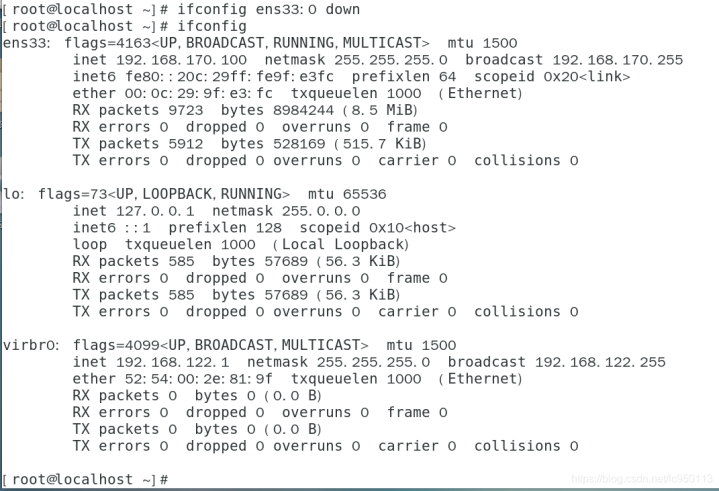 [root@localhost ~]# ifconfig ens33:0 down
[root@localhost ~]# ifconfig
ens33: flags=4163<UP,BROADCAST,RUNNING,MULTICAST>  mtu 1500
        inet 192.168.170.100  netmask 255.255.255.0  broadcast 192.168.170.255
        inet6 fe80::20c:29ff:fe9f:e3fc  prefixlen 64  scopeid 0x20<link>
        ether 00:0c:29:9f:e3:fc  txqueuelen 1000  (Ethernet)
        RX packets 9723  bytes 8984244 (8.5 MiB)
        RX errors 0  dropped 0  overruns 0  frame 0
        TX packets 5912  bytes 528169 (515.7 KiB)
        TX errors 0  dropped 0 overruns 0  carrier 0  collisions 0
lo: flags=73<UP,LOOPBACK,RUNNING>  mtu 65536
        inet 127.0.0.1  netmask 255.0.0.0
        inet6 ::1  prefixlen 128  scopeid 0x10<host>
        loop  txqueuelen 1000  (Local Loopback)
        RX packets 585  bytes 57689 (56.3 KiB)
        RX errors 0  dropped 0  overruns 0  frame 0
        TX packets 585  bytes 57689 (56.3 KiB)
        TX errors 0  dropped 0 overruns 0  carrier 0  collisions 0
virbr0: flags=4099<UP,BROADCAST,MULTICAST>  mtu 1500
        inet 192.168.122.1  netmask 255.255.255.0  broadcast 192.168.122.255
        ether 52:54:00:2e:81:9f  txqueuelen 1000  (Ethernet)
        RX packets 0  bytes 0 (0.0 B)
        RX errors 0  dropped 0  overruns 0  frame 0
        TX packets 0  bytes 0 (0.0 B)
        TX errors 0  dropped 0 overruns 0  carrier 0  collisions 0
[root@localhost ~]#
https://blog.csdn.net/lc950113